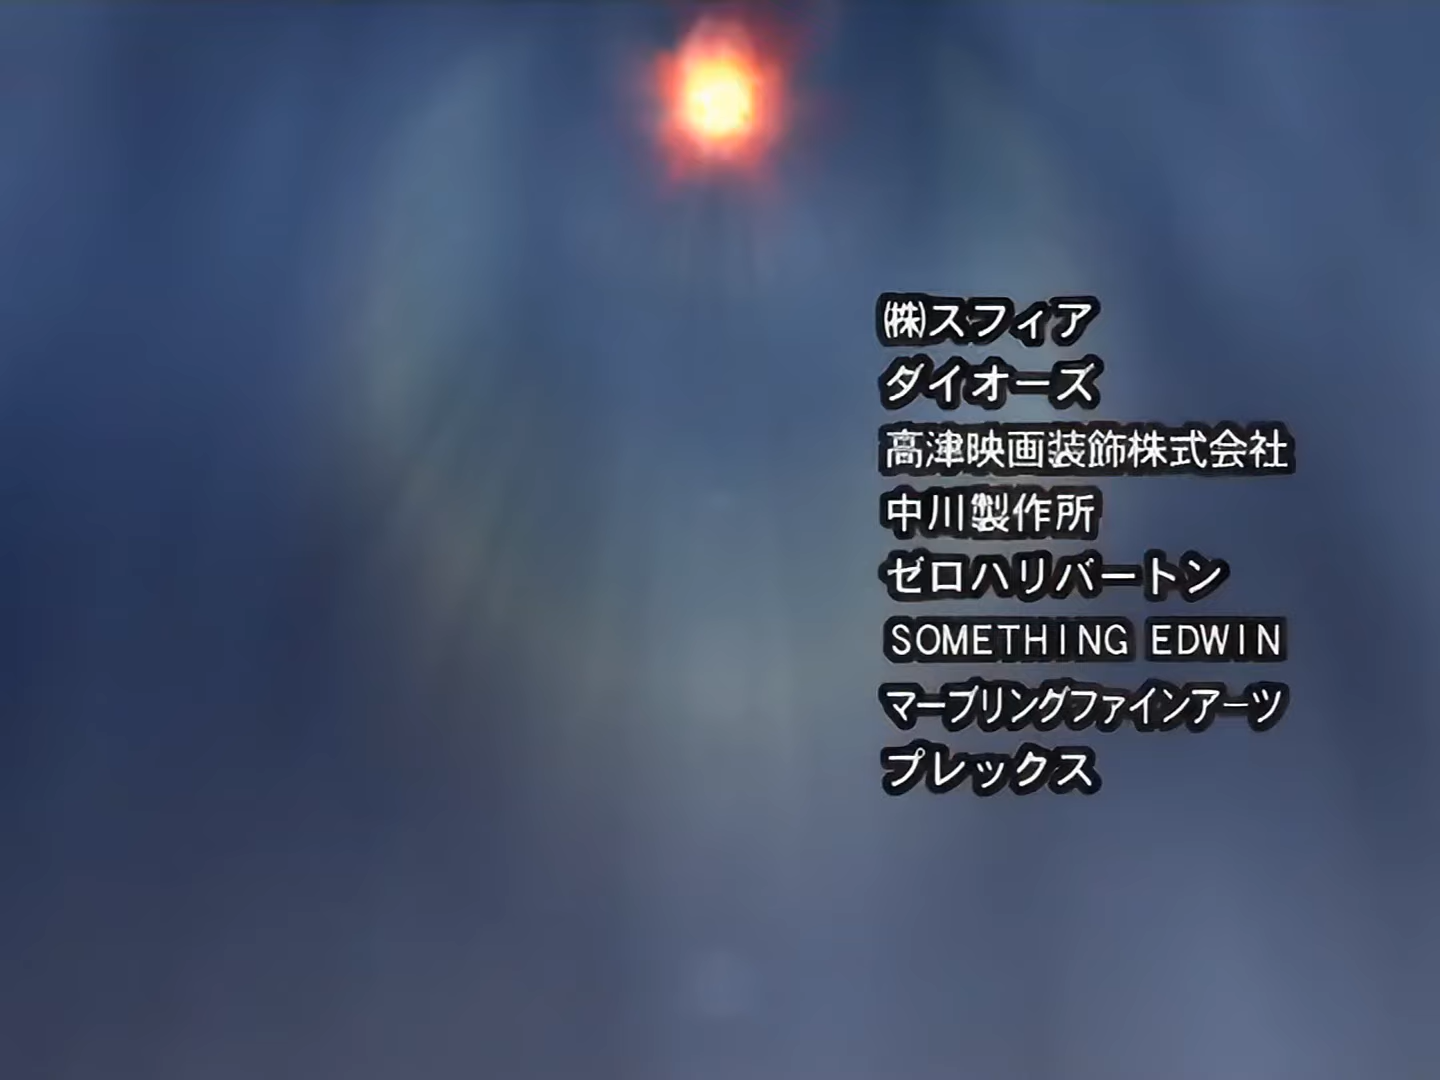 ㈱スフィア
ダイオーズ
高津映画装飾株式会社
中川製作所
ゼロハリバートン
SOMETHING EDWIN
マーブリングファインアーツ
プレックス